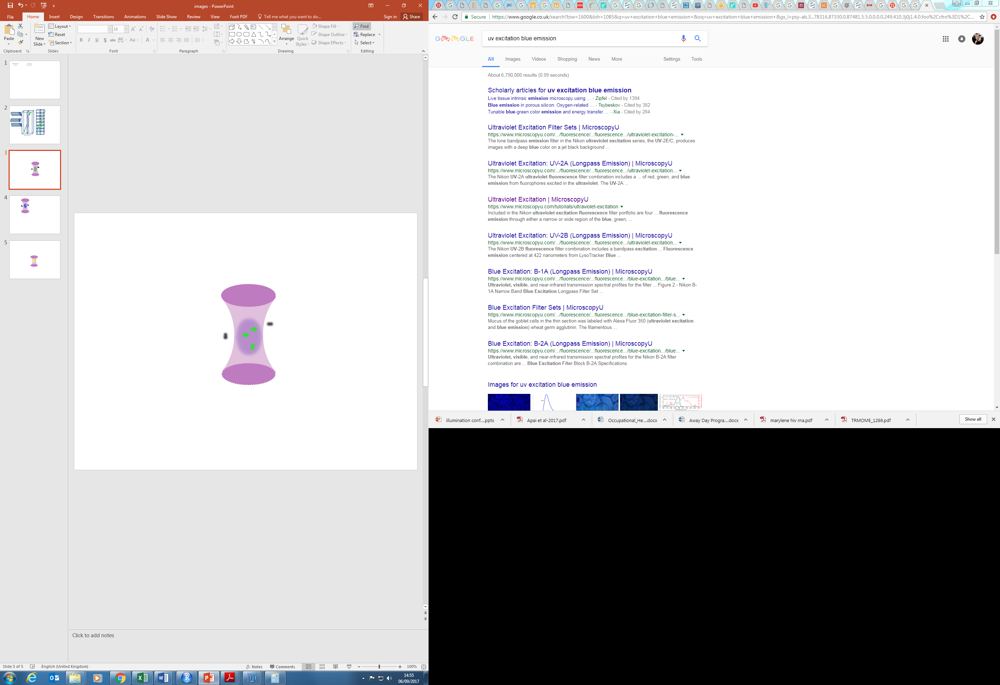 images - PowerPoint
File Home Insert Design Transitions Animations Slide Show Review View Foxit PDF Tell me what you want to do... Sign in Share
Paste
New Slide
Layout
Reset
Section
18
Arrange
Quick Styles
Shape Fill
Shape Outline
Shape Effects
Find
Replace
Select
Clipboard Slides Font Paragraph Drawing Editing
1
2
3
4
5
Click to add notes
Slide 3 of 5 English (United Kingdom) Notes Comments 100%
14:55
06/09/2017
Secure https://www.google.co.uk/search?biw=1600&bih=1085&q=uv+excitation+blue+emission+&oq=uv+excitation+blue+emission+&gs_l=psy-ab.3...78316.87330.0.87481.5.5.0.0.0.0.249.410.3j0j1.4.0.foo%2Ccfro%3D1%2C...
GOOGLE
uv excitation blue emission
All Images Videos Shopping News More Settings Tools
About 6,790,000 results (0.99 seconds)
Scholarly articles for uv excitation blue emission
Live tissue intrinsic emission microscopy using ... - Zipfel - Cited by 1394
Blue emission in porous silicon: Oxygen-related ... - Tsybeskov - Cited by 382
Tunable blue-green color emission and energy transfer ... - Xia - Cited by 284
Ultraviolet Excitation Filter Sets | MicroscopyU
https://www.microscopyu.com/.../fluorescence/...fluorescence.../ultraviolet-excitation-...
The lone bandpass emission filter in the Nikon ultraviolet excitation series, the UV-2E/C, produces
images with a deep blue color on a jet black background ...
Ultraviolet Excitation: UV-2A (Longpass Emission) | MicroscopyU
https://www.microscopyu.com/.../fluorescence/...fluorescence.../ultraviolet-excitation...
The Nikon UV-2A ultraviolet fluorescence filter combination includes a ... of red, green, and blue
emission from fluorophores excited in the ultraviolet. The UV-2A ...
Ultraviolet Excitation | MicroscopyU
https://www.microscopyu.com/tutorials/ultraviolet-excitation
Included in the Nikon ultraviolet excitation fluorescence filter portfolio are four ... fluorescence
emission through either a narrow or wide region of the blue, green, ...
Ultraviolet Excitation: UV-2B (Longpass Emission) | MicroscopyU
https://www.microscopyu.com/.../fluorescence/...fluorescence.../ultraviolet-excitation...
The Nikon UV-2B fluorescence filter combination includes a bandpass excitation ... Fluorescence
emission centered at 422 nanometers from LysoTracker Blue ...
Blue Excitation: B-1A (Longpass Emission) | MicroscopyU
https://www.microscopyu.com/.../fluorescence/...fluorescence.../blue-excitation.../blue...
Ultraviolet, visible, and near-infrared transmission spectral profiles for the filter ... Figure 2 - Nikon B-
1A Narrow Band Blue Excitation Longpass Filter Set ...
Blue Excitation Filter Sets | MicroscopyU
https://www.microscopyu.com/.../fluorescence/...fluorescence.../blue-excitation-filter-s...
Mucus of the goblet cells in the thin section was labeled with Alexa Fluor 350 (ultraviolet excitation
and blue emission) wheat germ agglutinin. The filamentous ...
Blue Excitation: B-2A (Longpass Emission) | MicroscopyU
https://www.microscopyu.com/.../fluorescence/...fluorescence.../blue-excitation.../blue...
Ultraviolet, visible, and near-infrared transmission spectral profiles for the Nikon B-2A filter
combination are ... Blue Excitation Filter Block B-2A Specifications.
Images for uv excitation blue emission
illumination conf....pptx Apai et al-2017.pdf Occupational_He....docx Away Day Progra....docx marylene hiv rna.pdf TRMOME_1269.pdf Show all